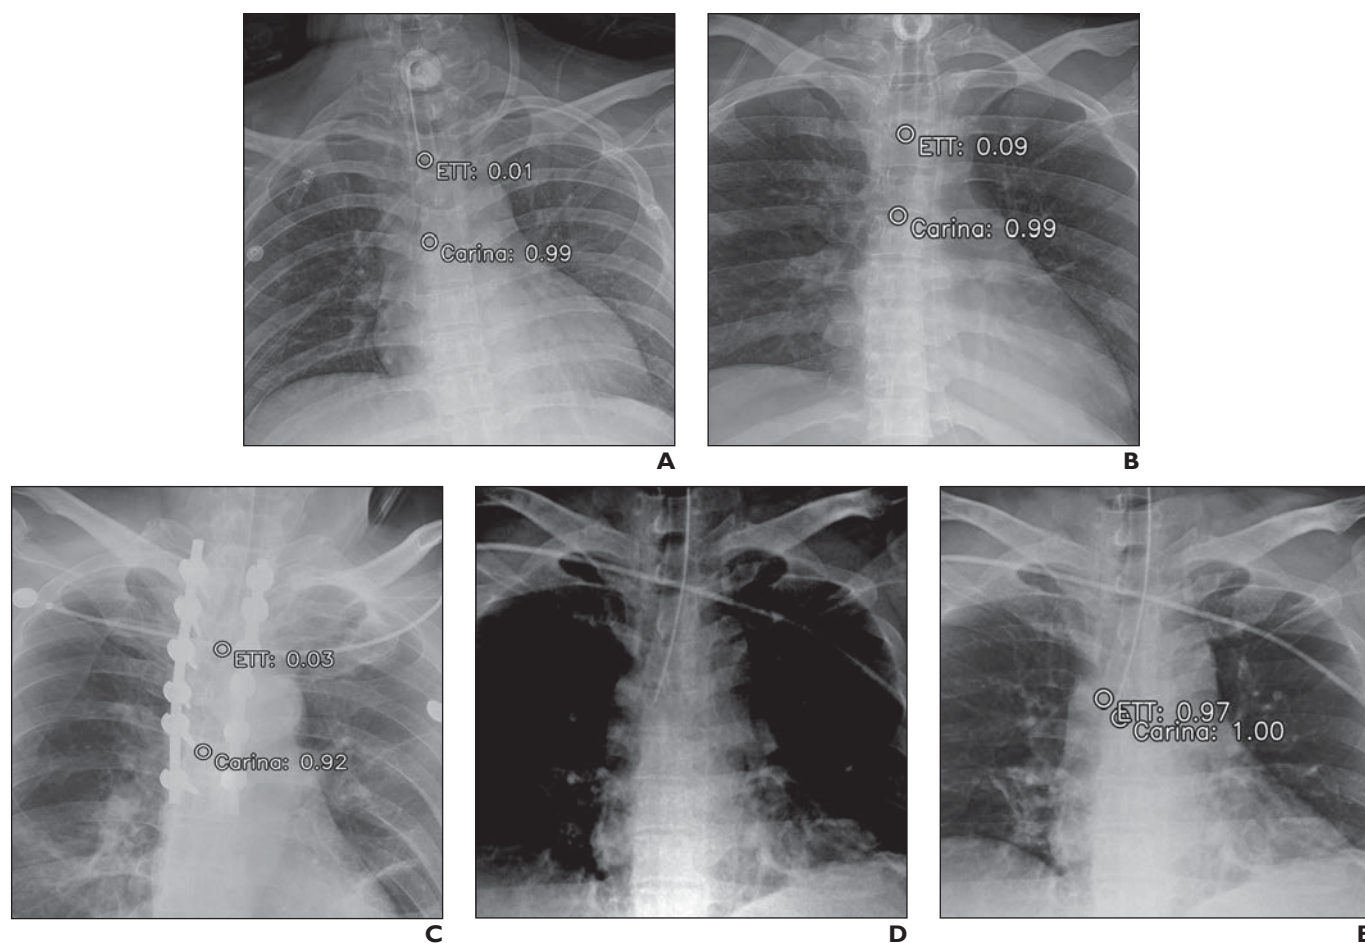 ETT: 0.01
Carina: 0.99
A
ETT: 0.09
Carina: 0.99
B
ETT: 0.03
Carina: 0.92
C
D
ETT: 0.97
Carina: 1.00
E